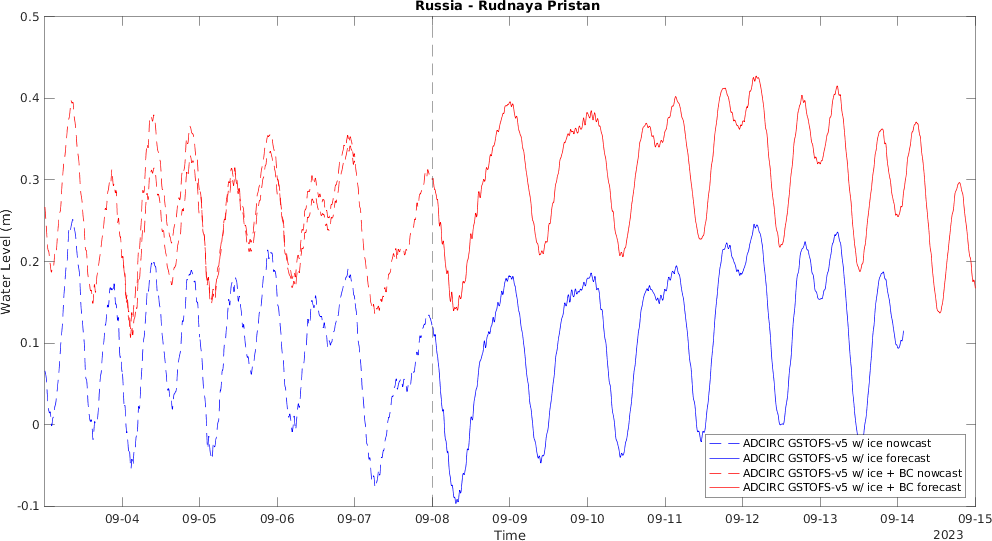 Russia - Rudnaya Pristan
0.5
0.4
0.3
0.2
0.1
0
-0.1
Water Level (m)
ADCIRC GSTOFS-v5 w/ ice nowcast
ADCIRC GSTOFS-v5 w/ ice forecast
ADCIRC GSTOFS-v5 w/ ice + BC nowcast
ADCIRC GSTOFS-v5 w/ ice + BC forecast
09-04 09-05 09-06 09-07 09-08 09-09 09-10 09-11 09-12 09-13 09-14 09-15
Time
2023